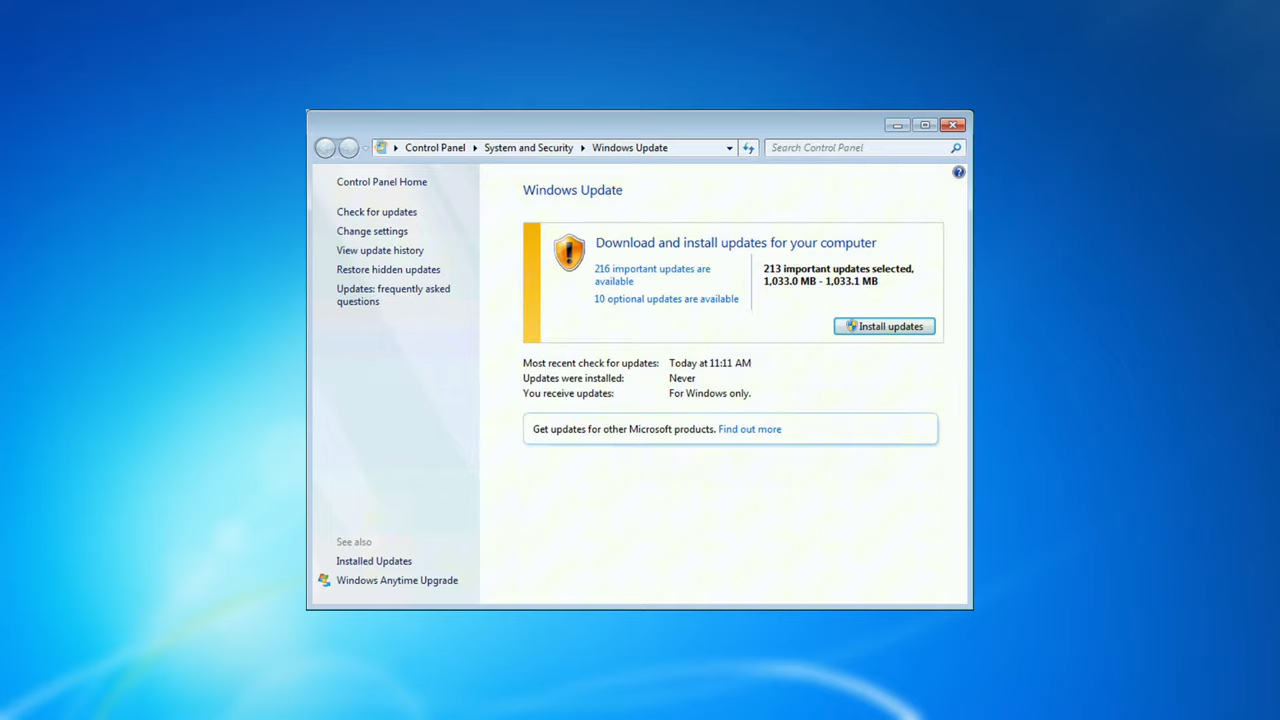 Control Panel System and Security Windows Update
Search Control Panel
Control Panel Home
Check for updates
Change settings
View update history
Restore hidden updates
Updates: frequently asked
questions
See also
Installed Updates
Windows Anytime Upgrade
Windows Update
Download and install updates for your computer
216 important updates are
available
10 optional updates are available
213 important updates selected,
1,033.0 MB - 1,033.1 MB
Install updates
Most recent check for updates: Today at 11:11 AM
Updates were installed: Never
You receive updates: For Windows only.
Get updates for other Microsoft products. Find out more